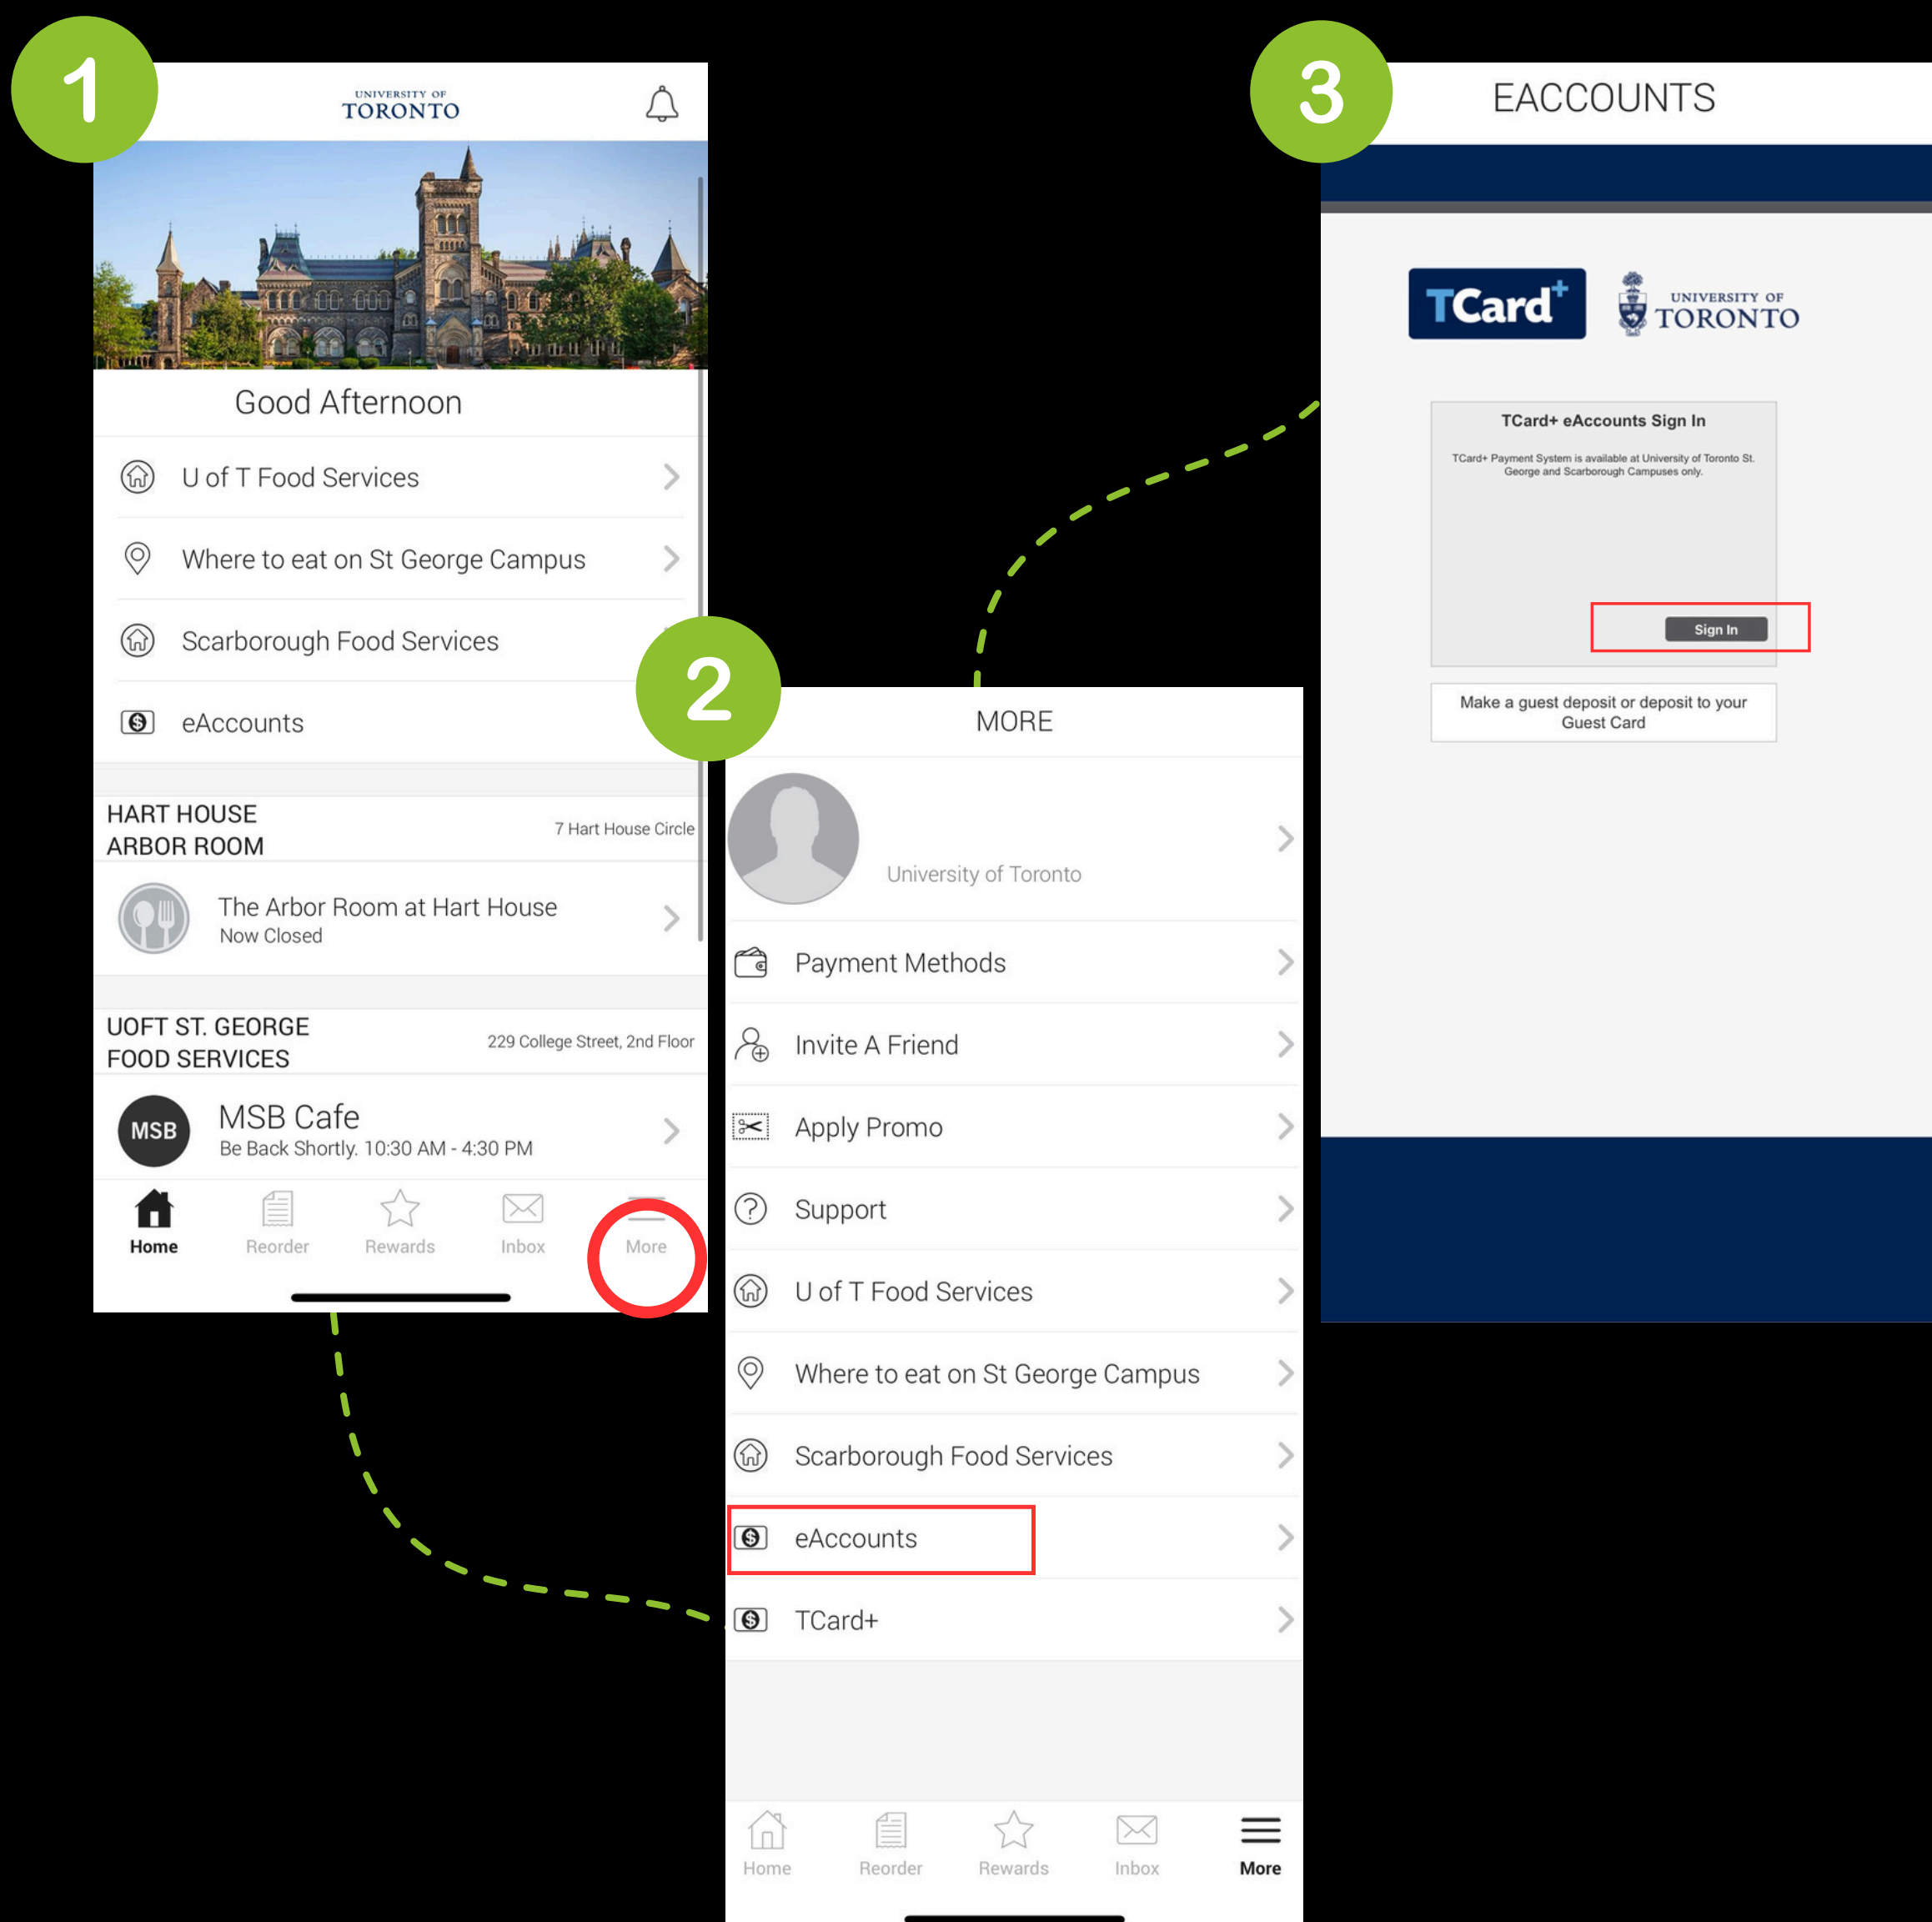 1
UNIVERSITY OF
TORONTO
Good Afternoon
U of T Food Services
Where to eat on St George Campus
Scarborough Food Services
eAccounts
HART HOUSE
ARBOR ROOM
7 Hart House Circle
The Arbor Room at Hart House
Now Closed
UOFT ST. GEORGE
FOOD SERVICES
229 College Street, 2nd Floor
MSB
MSB Cafe
Be Back Shortly. 10:30 AM - 4:30 PM
Home Reorder Rewards Inbox More
2
MORE
University of Toronto
Payment Methods
Invite A Friend
Apply Promo
Support
U of T Food Services
Where to eat on St George Campus
Scarborough Food Services
eAccounts
TCard+
Home Reorder Rewards Inbox More
3
EACCOUNTS
TCard+
UNIVERSITY OF
TORONTO
TCard+ eAccounts Sign In
TCard+ Payment System is available at University of Toronto St.
George and Scarborough Campuses only.
Sign In
Make a guest deposit or deposit to your
Guest Card